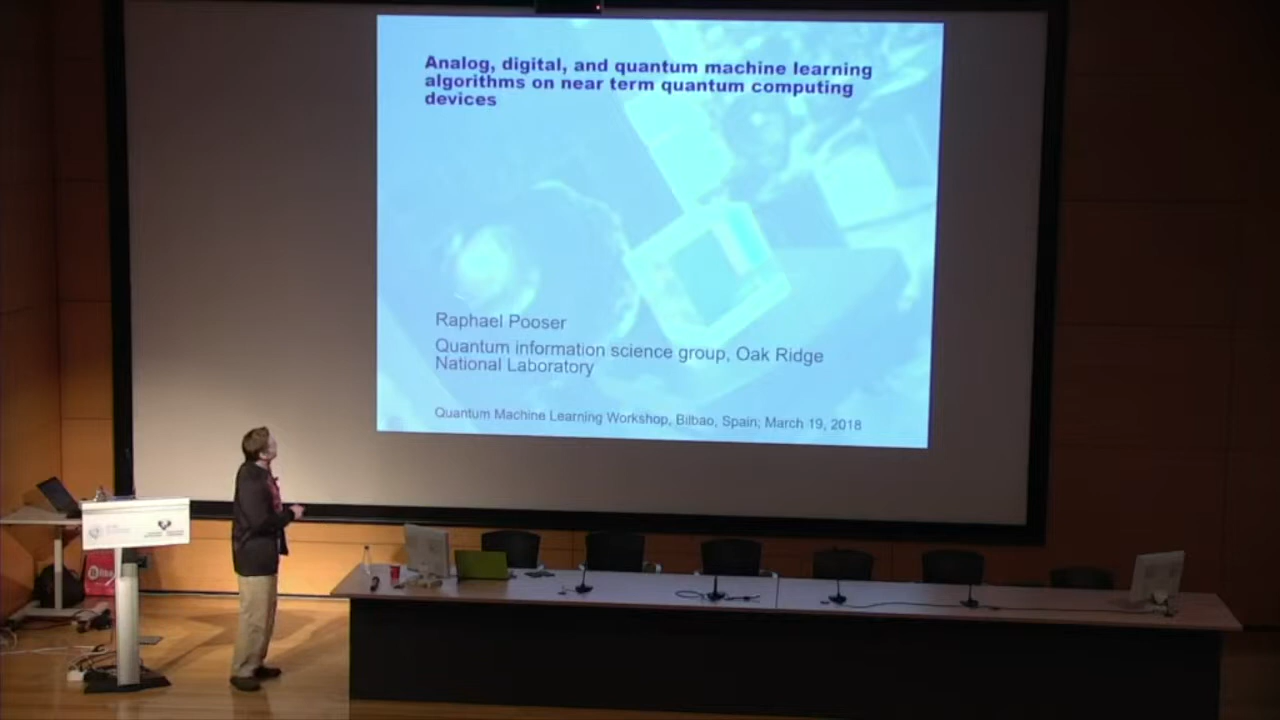 Analog, digital, and quantum machine learning
algorithms on near term quantum computing
devices
Raphael Pooser
Quantum information science group, Oak Ridge
National Laboratory
Quantum Machine Learning Workshop, Bilbao, Spain; March 19, 2018